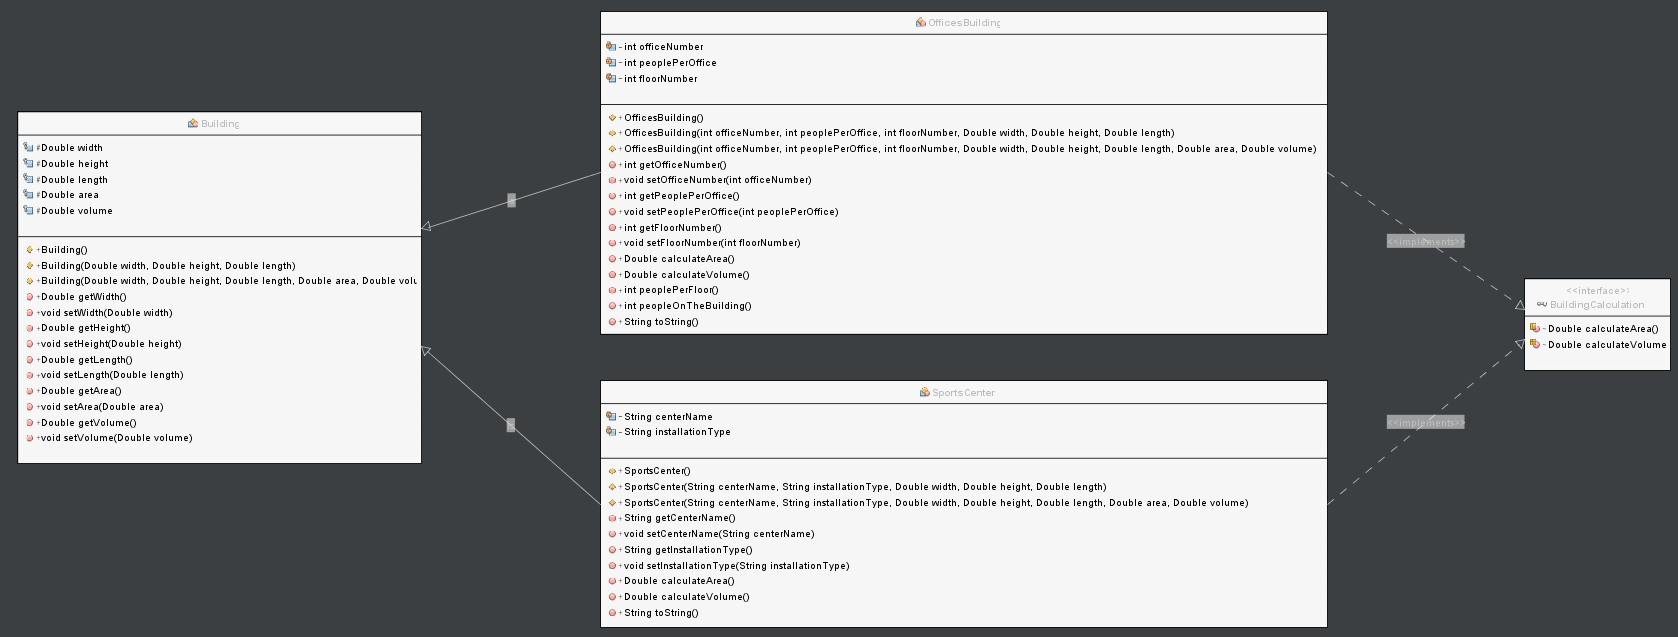 Building
#Double width
#Double height
#Double length
#Double area
#Double volume
+Building()
+Building(Double width, Double height, Double length)
+Building(Double width, Double height, Double length, Double area, Double volu
+Double getWidth()
+void setWidth(Double width)
+Double getHeight()
+void setHeight(Double height)
+Double getLength()
+void setLength(Double length)
+Double getArea()
+void setArea(Double area)
+Double getVolume()
+void setVolume(Double volume)
OfficesBuilding
-int officeNumber
-int peoplePerOffice
-int floorNumber
+OfficesBuilding()
+OfficesBuilding(int officeNumber, int peoplePerOffice, int floorNumber, Double width, Double height, Double length)
+OfficesBuilding(int officeNumber, int peoplePerOffice, int floorNumber, Double width, Double height, Double length, Double area, Double volume)
+int getOfficeNumber()
+void setOfficeNumber(int officeNumber)
+int getPeoplePerOffice()
+void setPeoplePerOffice(int peoplePerOffice)
+int getFloorNumber()
+void setFloorNumber(int floorNumber)
+Double calculateArea()
+Double calculateVolume()
+int peoplePerFloor()
+int peopleOnTheBuilding()
+String toString()
SportsCenter
-String centerName
-String installationType
+SportsCenter()
+SportsCenter(String centerName, String installationType, Double width, Double height, Double length)
+SportsCenter(String centerName, String installationType, Double width, Double height, Double length, Double area, Double volume)
+String getCenterName()
+void setCenterName(String centerName)
+String getInstallationType()
+void setInstallationType(String installationType)
+Double calculateArea()
+Double calculateVolume()
+String toString()
<<implements>>
<<implements>>
<<interface>>
BuildingCalculation
~Double calculateArea()
~Double calculateVolume